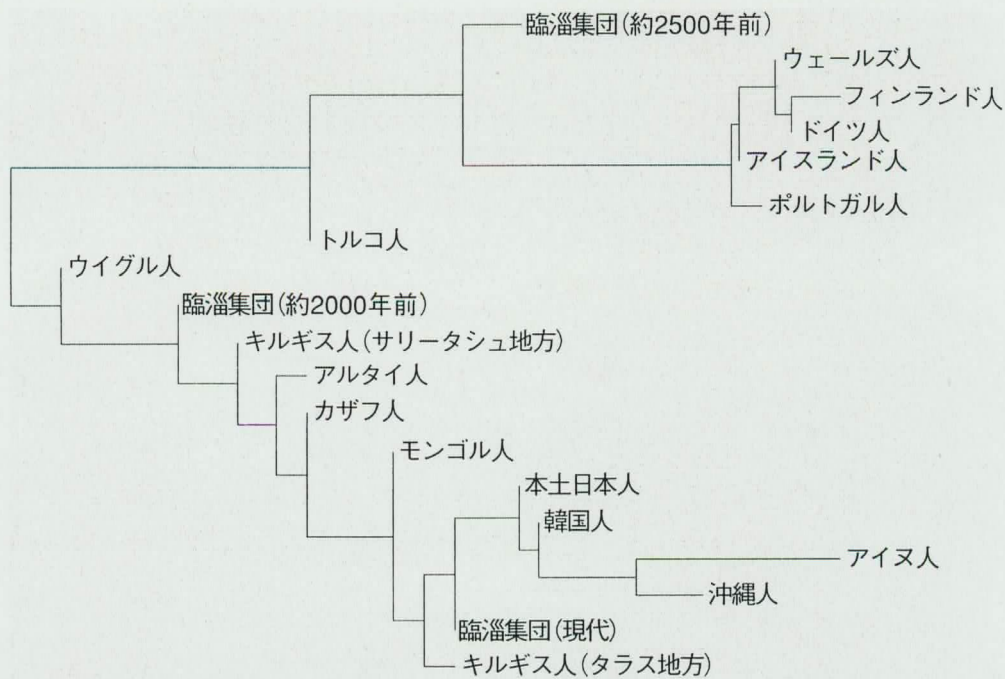 臨淄集団(約2500年前)
ウェールズ人
フィンランド人
ドイツ人
アイスランド人
ポルトガル人
トルコ人
ウイグル人
臨淄集団(約2000年前)
キルギス人(サリータシュ地方)
アルタイ人
カザフ人
モンゴル人
本土日本人
韓国人
アイヌ人
沖縄人
臨淄集団(現代)
キルギス人(タラス地方)